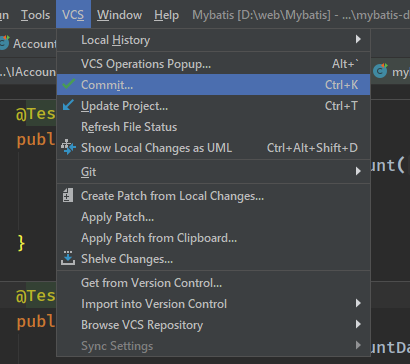 un Tools VCS Window Help Mybatis [D:\web\Mybatis] - ...\mybatis-d
Account
Local History
..\IAccou
VCS Operations Popup... Alt+`
my
Commit... Ctrl+K
Update Project... Ctrl+T
@Tes
Refresh File Status
publ
Show Local Changes as UML Ctrl+Alt+Shift+D
unt(
Git
Create Patch from Local Changes...
Apply Patch...
}
Apply Patch from Clipboard...
Shelve Changes...
Get from Version Control...
@Tes
Import into Version Control
publ
Browse VCS Repository
ountDa
Sync Settings